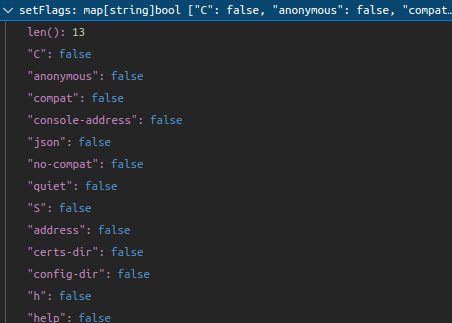 setFlags: map[string]bool ["C": false, "anonymous": false, "compat…
len(): 13
"C": false
"anonymous": false
"compat": false
"console-address": false
"json": false
"no-compat": false
"quiet": false
"S": false
"address": false
"certs-dir": false
"config-dir": false
"h": false
"help": false